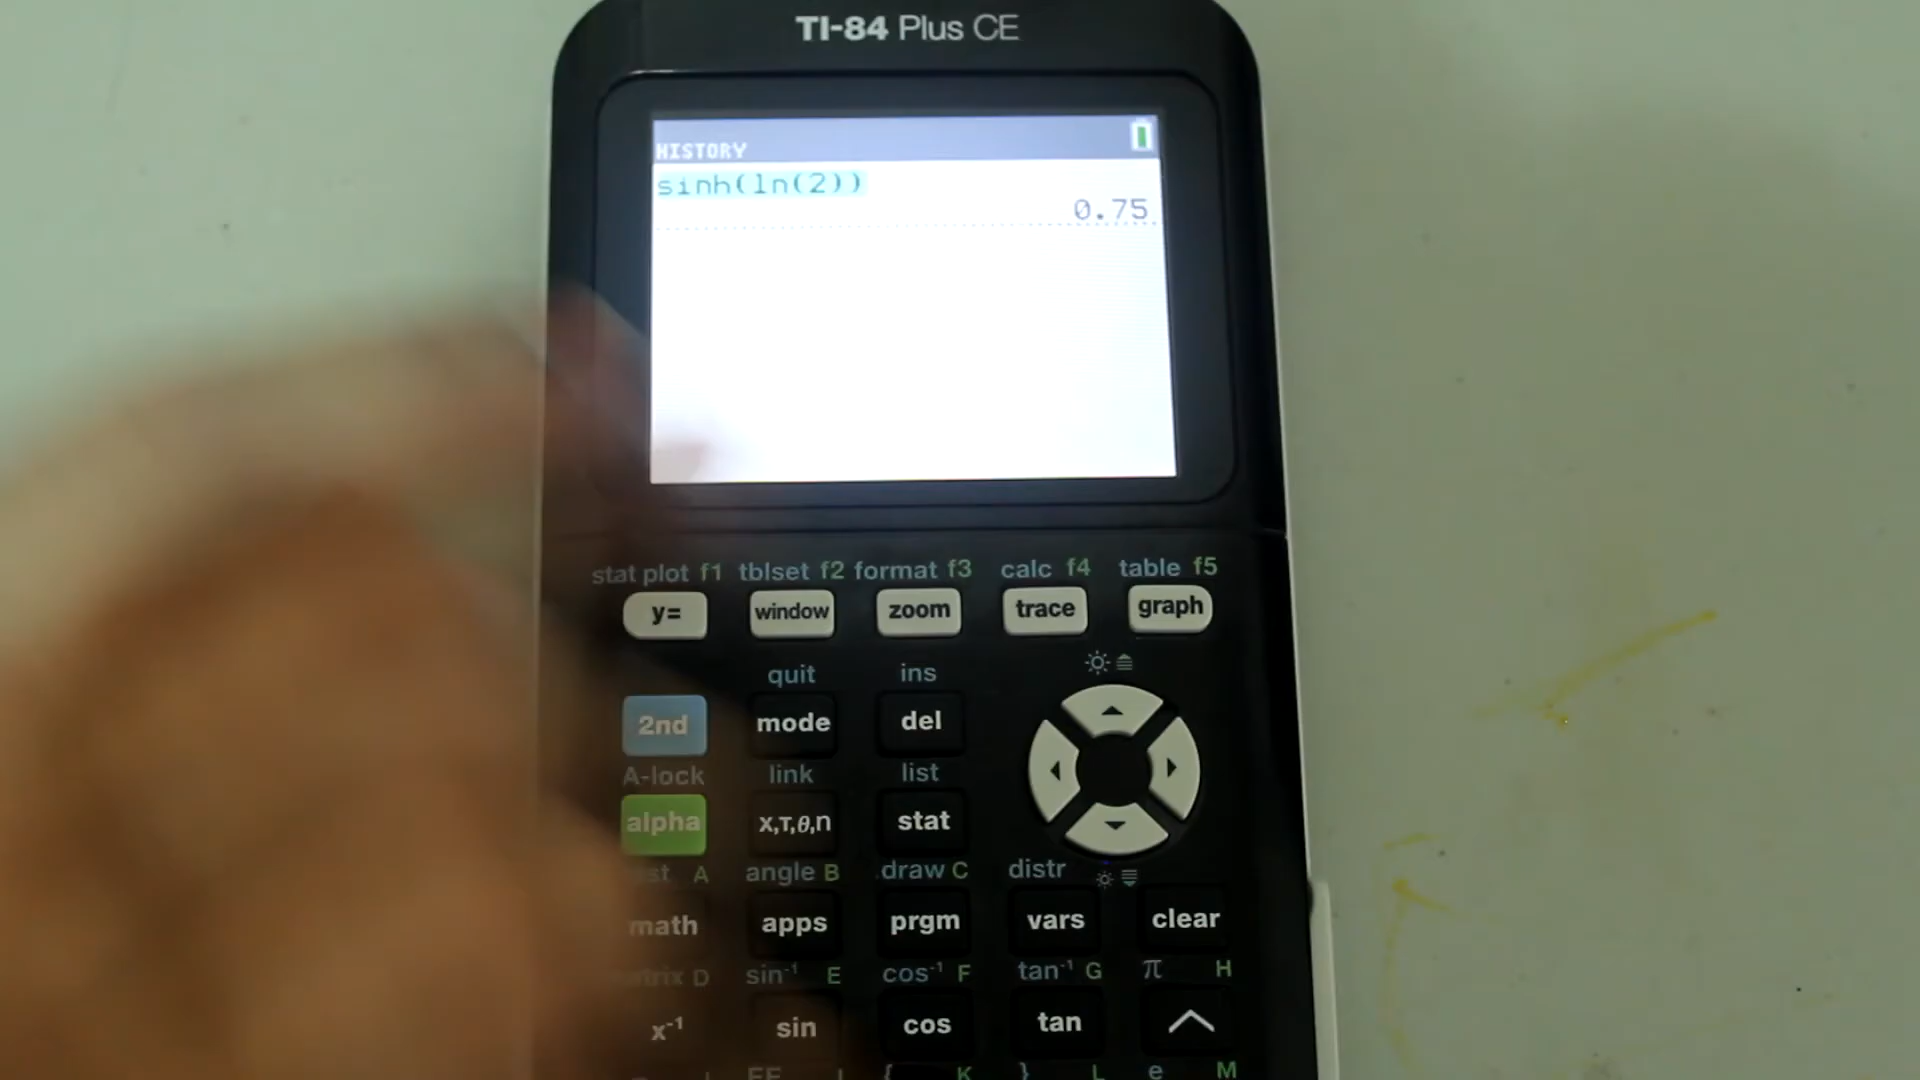 TI-84 Plus CE
HISTORY
sinh(ln(2))
0.75
stat plot f1 tblset f2 format f3 calc f4 table f5
y= window zoom trace graph
quit ins
2nd mode del
A-lock link list
alpha X,T,θ,n stat
A angle B draw C distr
math apps prgm vars clear
D sin⁻¹ E cos⁻¹ F tan⁻¹ G π H
x⁻¹ sin cos tan ^
EE { K } L e M